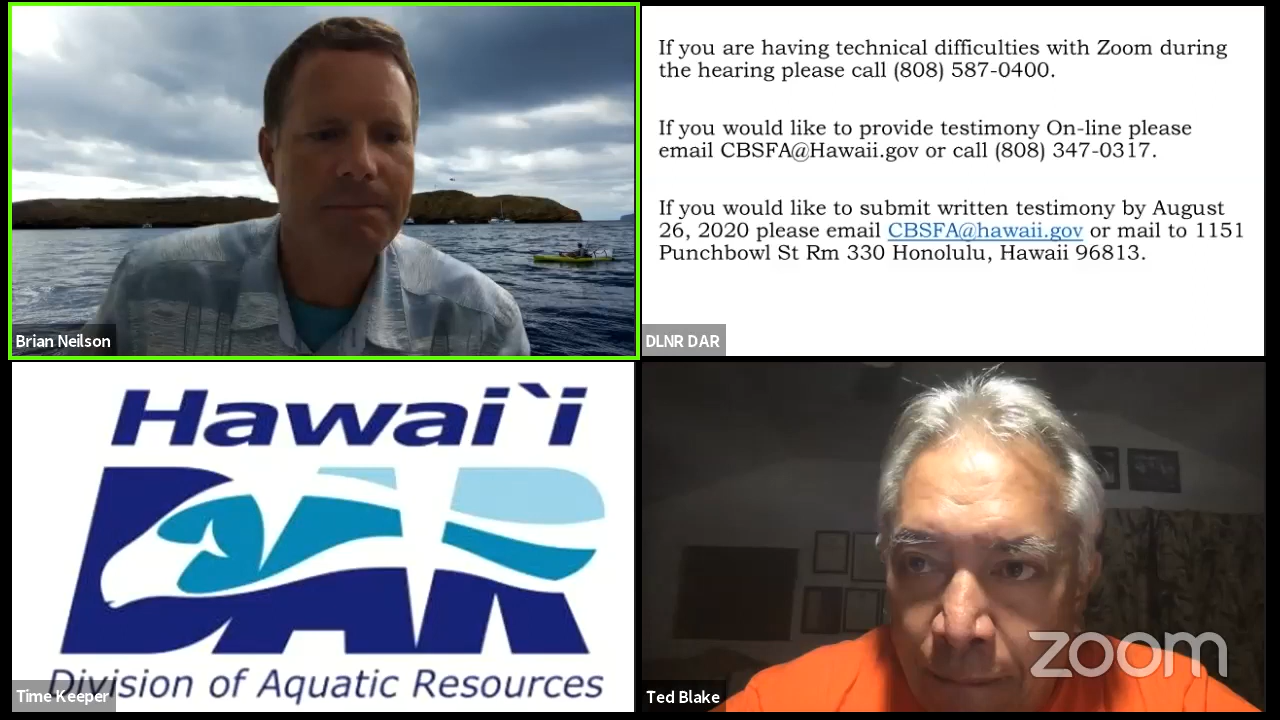 If you are having technical difficulties with Zoom during
the hearing please call (808) 587-0400.
If you would like to provide testimony On-line please
email CBSFA@Hawaii.gov or call (808) 347-0317.
If you would like to submit written testimony by August
26, 2020 please email CBSFA@hawaii.gov or mail to 1151
Punchbowl St Rm 330 Honolulu, Hawaii 96813.
Brian Neilson
DLNR DAR
Hawai`i
DAR
Division of Aquatic Resources
Time Keeper
Ted Blake
zoom